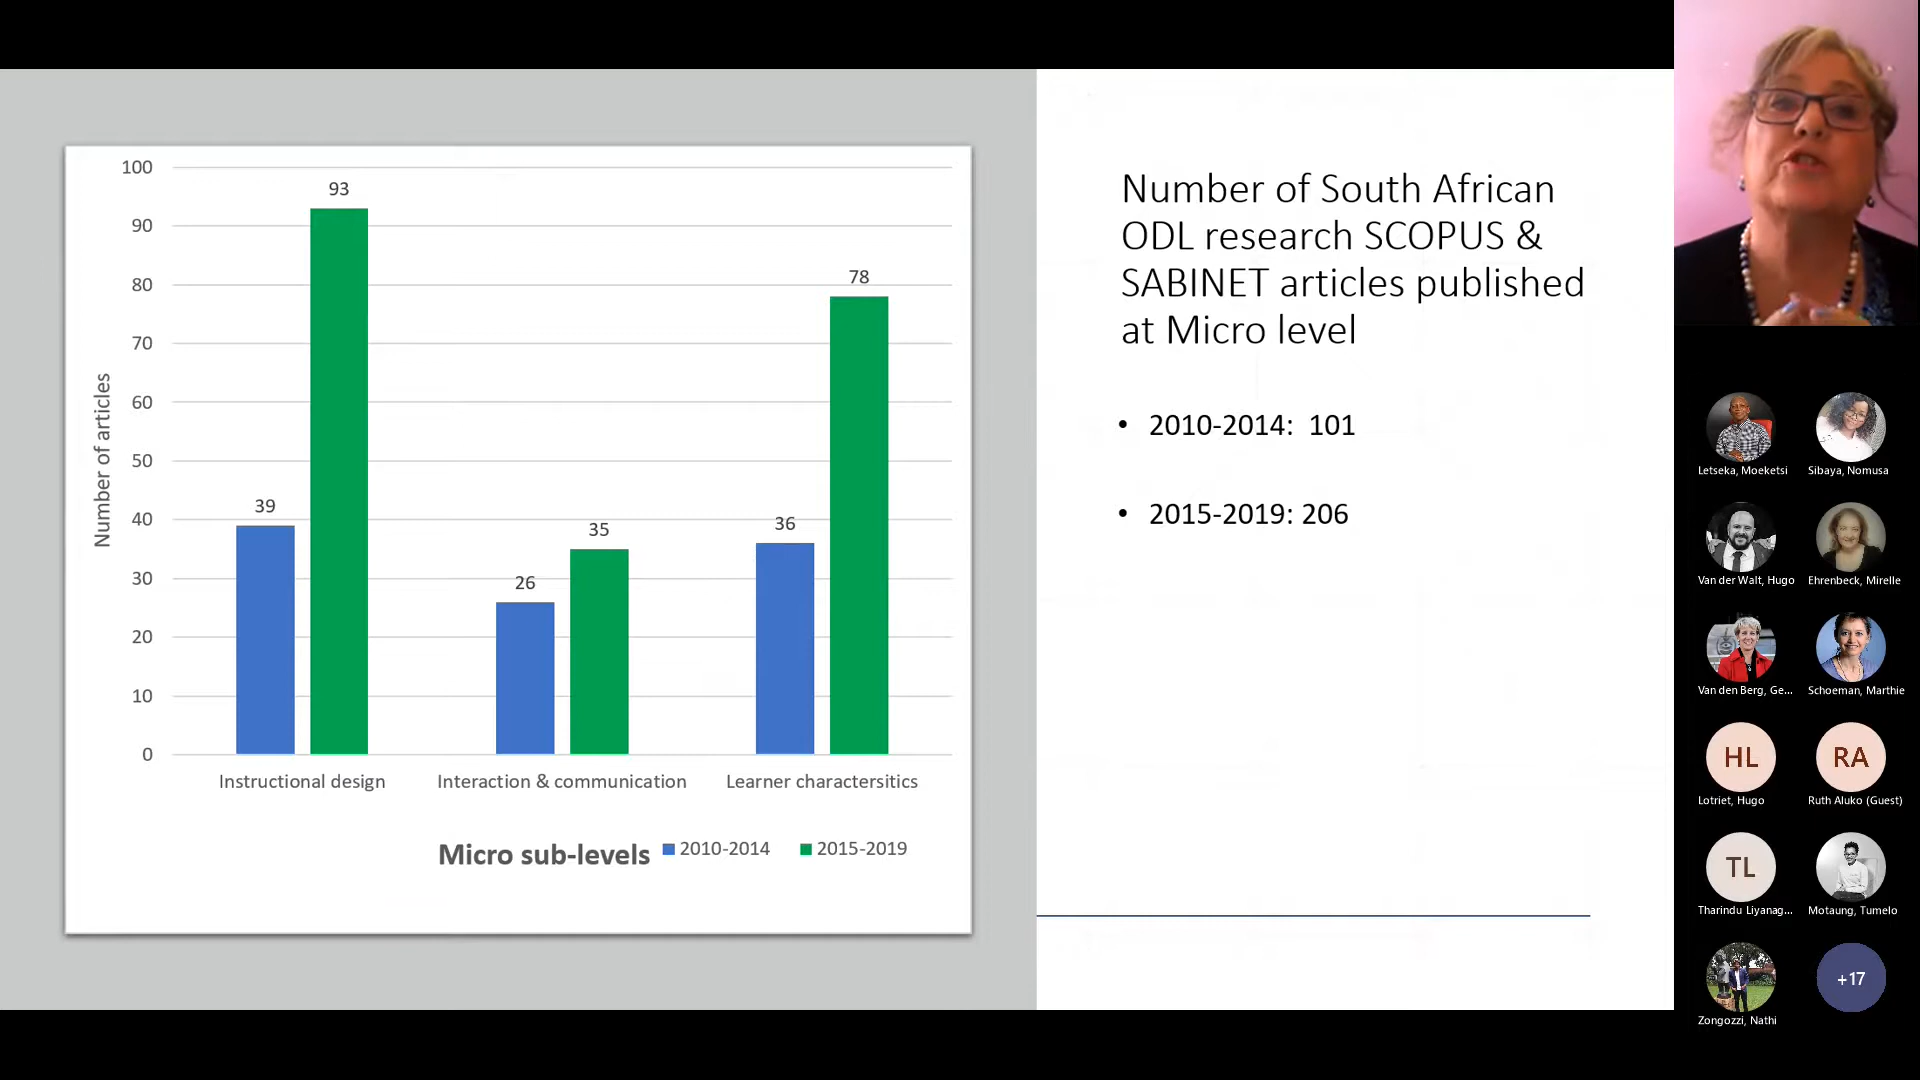 100
90
80
70
60
50
40
30
20
10
0
Number of articles
93
39
26
35
36
78
Instructional design
Interaction & communication
Learner charactersitics
Micro sub-levels
2010-2014
2015-2019
Number of South African
ODL research SCOPUS &
SABINET articles published
at Micro level
• 2010-2014: 101
• 2015-2019: 206
Letseka, Moeketsi
Sibaya, Nomusa
Van der Walt, Hugo
Ehrenbeck, Mirelle
Van den Berg, Ge...
Schoeman, Marthie
HL
Lotriet, Hugo
RA
Ruth Aluko (Guest)
TL
Tharindu Liyanag...
Motaung, Tumelo
Zongozzi, Nathi
+17